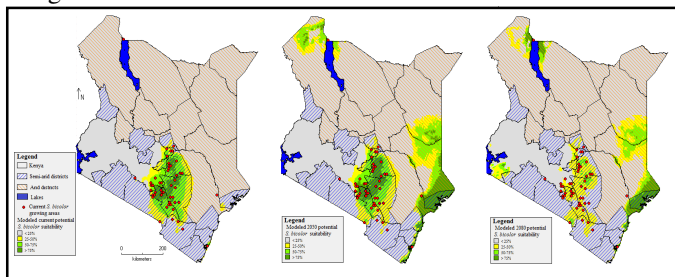 N
Legend
Kenya
Semi-arid districts
Arid districts
Lakes
Current S. bicolor
growing areas
Modeled current potential
S. bicolor suitability
<25%
25-50%
50-75%
> 75%
0
200
kilometers
Legend
Modeled 2050 potential
S. bicolor suitability
<25%
25-50%
50-75%
> 75%
Legend
Modeled 2080 potential
S. bicolor suitability
<25%
25-50%
50-75%
> 75%